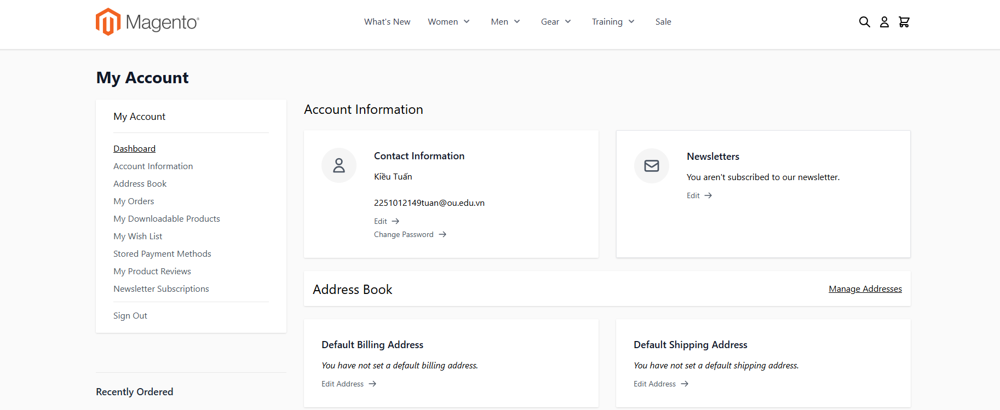 Magento®
What's New Women Men Gear Training Sale
My Account
My Account
Dashboard
Account Information
Address Book
My Orders
My Downloadable Products
My Wish List
Stored Payment Methods
My Product Reviews
Newsletter Subscriptions
Sign Out
Recently Ordered
Account Information
Contact Information
Kiều Tuấn
2251012149tuan@ou.edu.vn
Edit
Change Password
Newsletters
You aren't subscribed to our newsletter.
Edit
Address Book
Manage Addresses
Default Billing Address
You have not set a default billing address.
Edit Address
Default Shipping Address
You have not set a default shipping address.
Edit Address